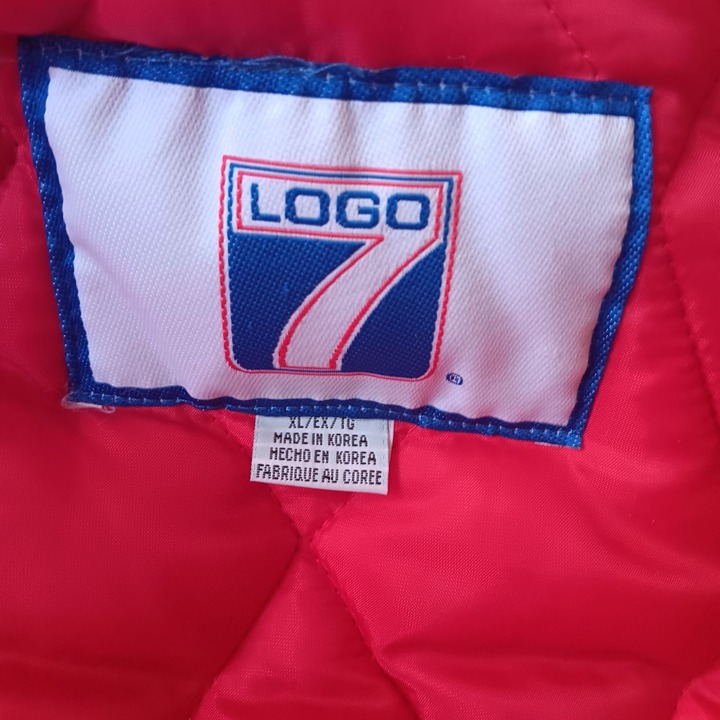 LOGO
7
XL/EX/TG
MADE IN KOREA
HECHO EN KOREA
FABRIQUE AU COREE